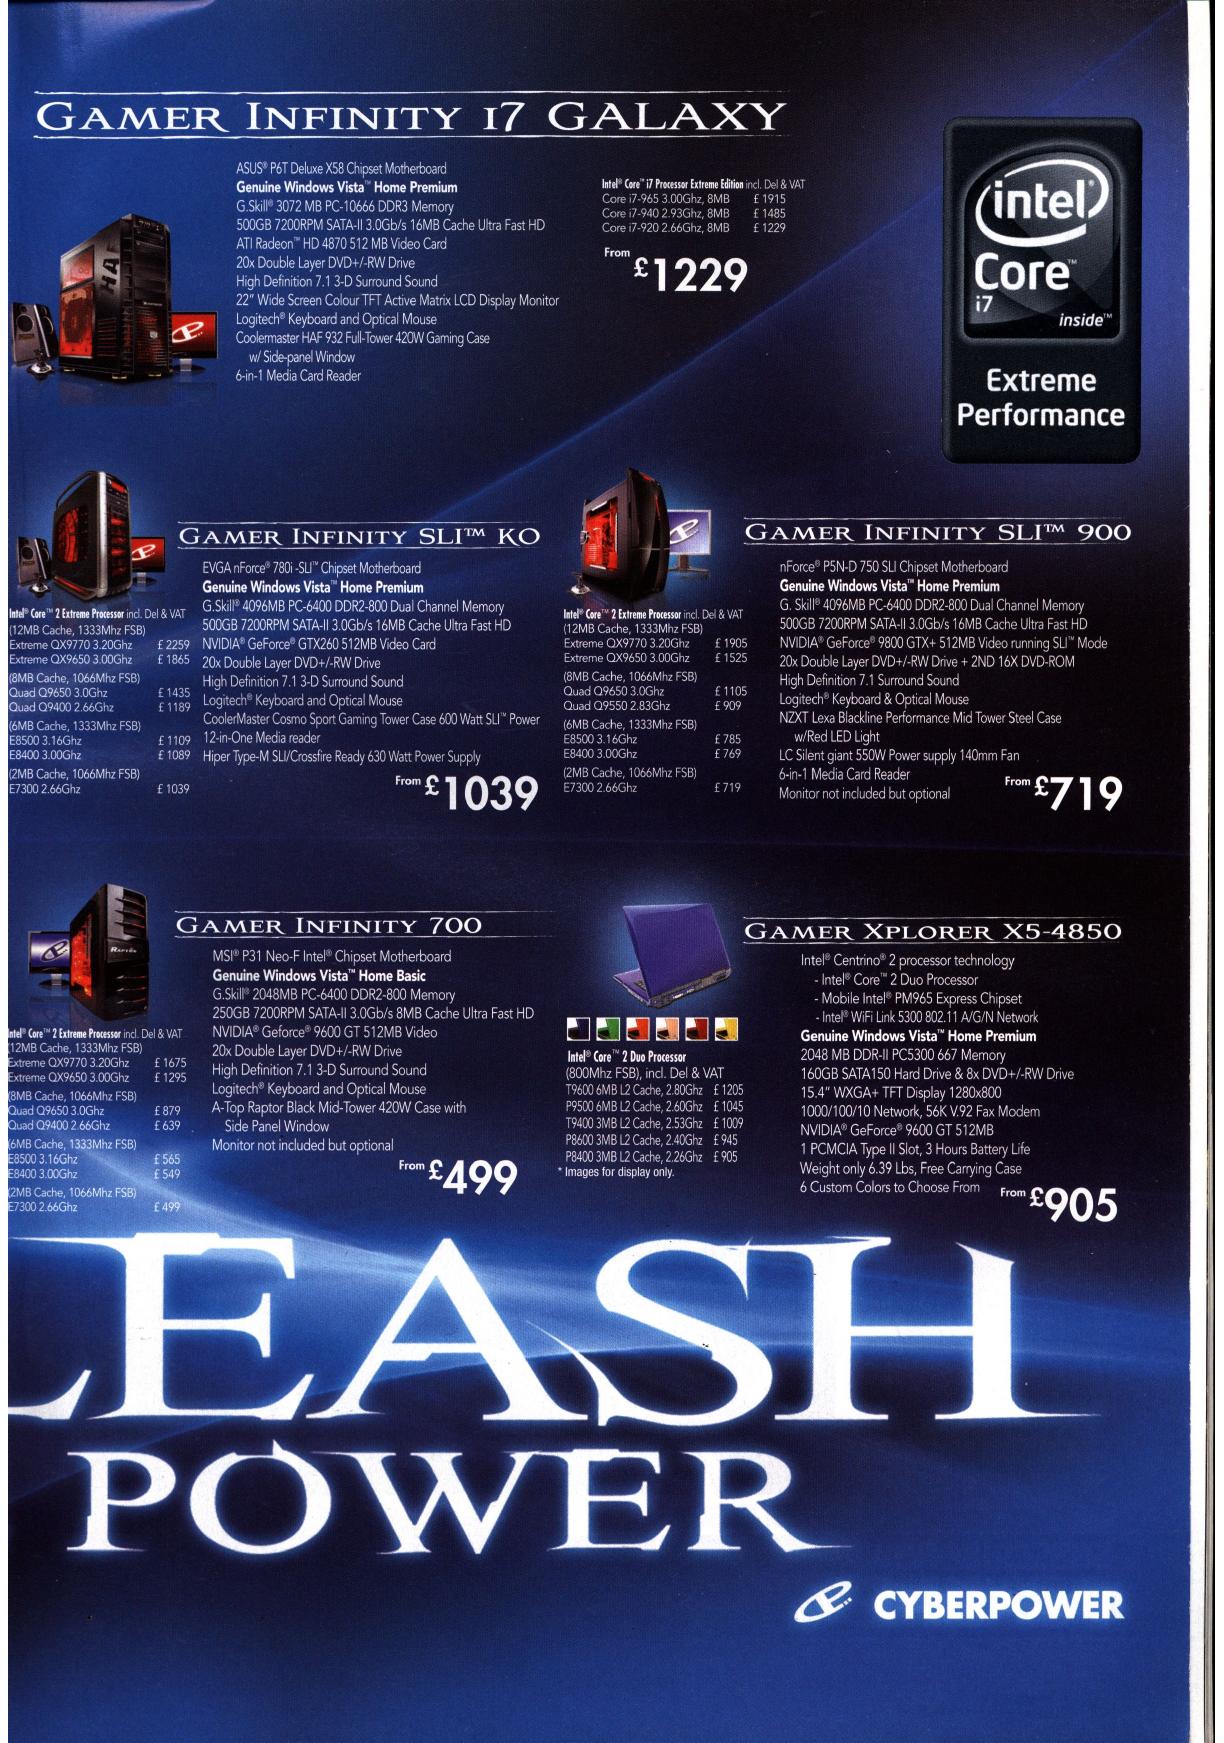 GAMER INFINITY I7 GALAXY
ASUS® P6T Deluxe X58 Chipset Motherboard
Genuine Windows Vista™ Home Premium
G.Skill® 3072 MB PC-10666 DDR3 Memory
500GB 7200RPM SATA-II 3.0Gb/s 16MB Cache Ultra Fast HD
ATI Radeon™ HD 4870 512 MB Video Card
20x Double Layer DVD+/-RW Drive
High Definition 7.1 3-D Surround Sound
22" Wide Screen Colour TFT Active Matrix LCD Display Monitor
Logitech® Keyboard and Optical Mouse
Coolermaster HAF 932 Full-Tower 420W Gaming Case
w/ Side-panel Window
6-in-1 Media Card Reader
Intel® Core™ i7 Processor Extreme Edition incl. Del & VAT
Core i7-965 3.00Ghz, 8MB £ 1915
Core i7-940 2.93Ghz, 8MB £ 1485
Core i7-920 2.66Ghz, 8MB £ 1229
From £1229
intel®
Core™
i7
inside™
Extreme
Performance
HAF
GAMER INFINITY SLI™ KO
EVGA nForce® 780i -SLI™ Chipset Motherboard
Genuine Windows Vista™ Home Premium
G.Skill® 4096MB PC-6400 DDR2-800 Dual Channel Memory
500GB 7200RPM SATA-II 3.0Gb/s 16MB Cache Ultra Fast HD
NVIDIA® GeForce® GTX260 512MB Video Card
20x Double Layer DVD+/-RW Drive
High Definition 7.1 3-D Surround Sound
Logitech® Keyboard and Optical Mouse
CoolerMaster Cosmo Sport Gaming Tower Case 600 Watt SLI™ Power
12-in-One Media reader
Hiper Type-M SLI/Crossfire Ready 630 Watt Power Supply
From £1039
Intel® Core™ 2 Extreme Processor incl. Del & VAT
(12MB Cache, 1333Mhz FSB)
Extreme QX9770 3.20Ghz £ 2259
Extreme QX9650 3.00Ghz £ 1865
(8MB Cache, 1066Mhz FSB)
Quad Q9650 3.0Ghz £ 1435
Quad Q9400 2.66Ghz £ 1189
(6MB Cache, 1333Mhz FSB)
E8500 3.16Ghz £ 1109
E8400 3.00Ghz £ 1089
(2MB Cache, 1066Mhz FSB)
E7300 2.66Ghz £ 1039
GAMER INFINITY SLI™ 900
nForce® P5N-D 750 SLI Chipset Motherboard
Genuine Windows Vista™ Home Premium
G. Skill® 4096MB PC-6400 DDR2-800 Dual Channel Memory
500GB 7200RPM SATA-II 3.0Gb/s 16MB Cache Ultra Fast HD
NVIDIA® GeForce® 9800 GTX+ 512MB Video running SLI™ Mode
20x Double Layer DVD+/-RW Drive + 2ND 16X DVD-ROM
High Definition 7.1 Surround Sound
Logitech® Keyboard & Optical Mouse
NZXT Lexa Blackline Performance Mid Tower Steel Case
w/Red LED Light
LC Silent giant 550W Power supply 140mm Fan
6-in-1 Media Card Reader
Monitor not included but optional
From £719
Intel® Core™ 2 Extreme Processor incl. Del & VAT
(12MB Cache, 1333Mhz FSB)
Extreme QX9770 3.20Ghz £ 1905
Extreme QX9650 3.00Ghz £ 1525
(8MB Cache, 1066Mhz FSB)
Quad Q9650 3.0Ghz £ 1105
Quad Q9550 2.83Ghz £ 909
(6MB Cache, 1333Mhz FSB)
E8500 3.16Ghz £ 785
E8400 3.00Ghz £ 769
(2MB Cache, 1066Mhz FSB)
E7300 2.66Ghz £ 719
GAMER INFINITY 700
MSI® P31 Neo-F Intel® Chipset Motherboard
Genuine Windows Vista™ Home Basic
G.Skill® 2048MB PC-6400 DDR2-800 Memory
250GB 7200RPM SATA-II 3.0Gb/s 8MB Cache Ultra Fast HD
NVIDIA® Geforce® 9600 GT 512MB Video
20x Double Layer DVD+/-RW Drive
High Definition 7.1 3-D Surround Sound
Logitech® Keyboard and Optical Mouse
A-Top Raptor Black Mid-Tower 420W Case with
Side Panel Window
Monitor not included but optional
From £499
RAPTOR
Intel® Core™ 2 Extreme Processor incl. Del & VAT
(12MB Cache, 1333Mhz FSB)
Extreme QX9770 3.20Ghz £ 1675
Extreme QX9650 3.00Ghz £ 1295
(8MB Cache, 1066Mhz FSB)
Quad Q9650 3.0Ghz £ 879
Quad Q9400 2.66Ghz £ 639
(6MB Cache, 1333Mhz FSB)
E8500 3.16Ghz £ 565
E8400 3.00Ghz £ 549
(2MB Cache, 1066Mhz FSB)
E7300 2.66Ghz £ 499
GAMER XPLORER X5-4850
Intel® Centrino® 2 processor technology
- Intel® Core™ 2 Duo Processor
- Mobile Intel® PM965 Express Chipset
- Intel® WiFi Link 5300 802.11 A/G/N Network
Genuine Windows Vista™ Home Premium
2048 MB DDR-II PC5300 667 Memory
160GB SATA150 Hard Drive & 8x DVD+/-RW Drive
15.4" WXGA+ TFT Display 1280x800
1000/100/10 Network, 56K V.92 Fax Modem
NVIDIA® GeForce® 9600 GT 512MB
1 PCMCIA Type II Slot, 3 Hours Battery Life
Weight only 6.39 Lbs, Free Carrying Case
6 Custom Colors to Choose From
From £905
Intel® Core™ 2 Duo Processor
(800Mhz FSB), incl. Del & VAT
T9600 6MB L2 Cache, 2.80Ghz £ 1205
P9500 6MB L2 Cache, 2.60Ghz £ 1045
T9400 3MB L2 Cache, 2.53Ghz £ 1009
P8600 3MB L2 Cache, 2.40Ghz £ 945
P8400 3MB L2 Cache, 2.26Ghz £ 905
* Images for display only.
LEASH
POWER
CYBERPOWER